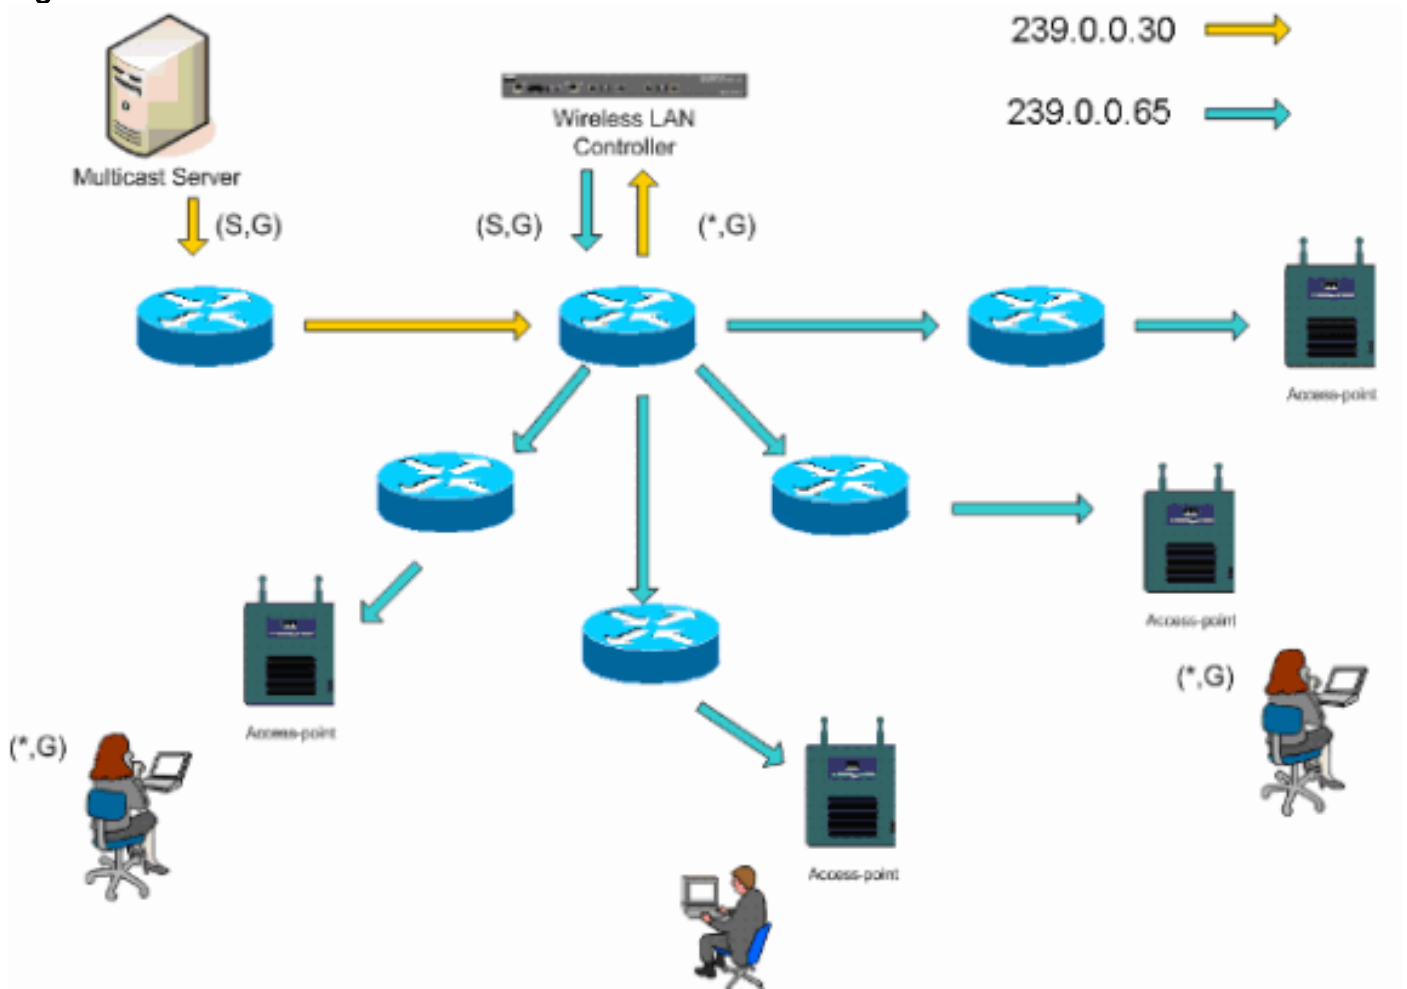 239.0.0.30
Wireless LAN
Controller
239.0.0.65
Multicast Server
(S,G)
(S,G)
(*,G)
Access-point
Access-point
(*,G)
Access-point
(*,G)
Access-point